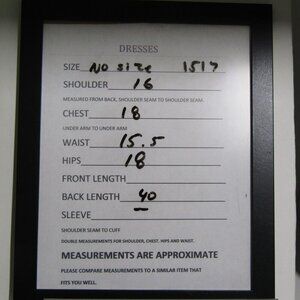 DRESSES
SIZE NO SIZE 1517
SHOULDER 16
MEASURED FROM BACK, SHOULDER SEAM TO SHOULDER SEAM.
CHEST 18
UNDER ARM TO UNDER ARM
WAIST 15.5
HIPS 18
FRONT LENGTH
BACK LENGTH 40
SLEEVE
SHOULDER SEAM TO CUFF
DOUBLE MEASUREMENTS FOR SHOULDER, CHEST, HIPS AND WAIST.
MEASUREMENTS ARE APPROXIMATE
PLEASE COMPARE MEASUREMENTS TO A SIMILAR ITEM THAT
FITS YOU WELL.